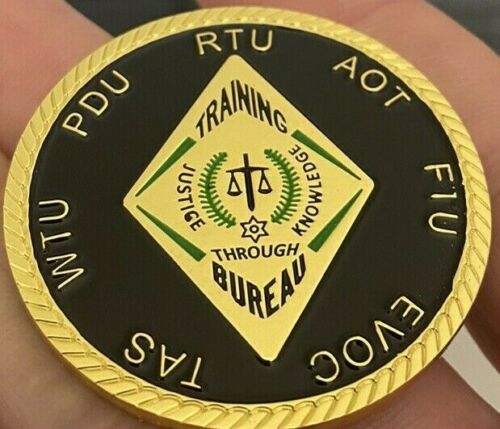 RTU
AOT
FTU
EVOC
TAS
WTU
PDU
TRAINING
JUSTICE
THROUGH
KNOWLEDGE
BUREAU